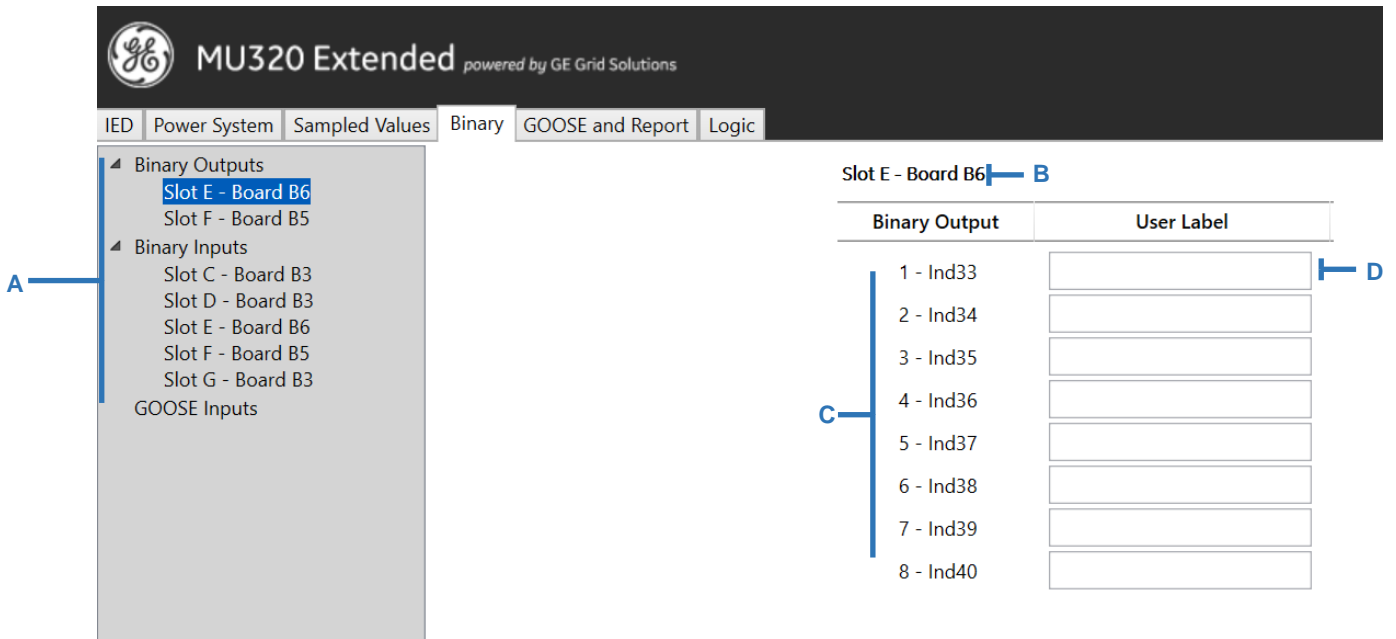 GE
MU320 Extended powered by GE Grid Solutions
IED Power System Sampled Values Binary GOOSE and Report Logic
Binary Outputs
Slot E - Board B6
Slot F - Board B5
Binary Inputs
Slot C - Board B3
Slot D - Board B3
Slot E - Board B6
Slot F - Board B5
Slot G - Board B3
GOOSE Inputs
A
Slot E - Board B6 B
Binary Output User Label
1 - Ind33
D
2 - Ind34
3 - Ind35
4 - Ind36
C
5 - Ind37
6 - Ind38
7 - Ind39
8 - Ind40